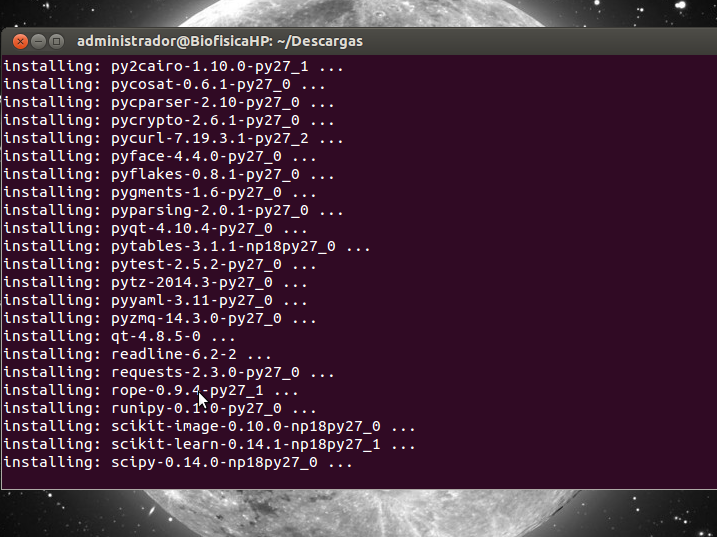 administrador@BiofisicaHP: ~/Descargas
installing: py2cairo-1.10.0-py27_1 ...
installing: pycosat-0.6.1-py27_0 ...
installing: pycparser-2.10-py27_0 ...
installing: pycrypto-2.6.1-py27_0 ...
installing: pycurl-7.19.3.1-py27_2 ...
installing: pyface-4.4.0-py27_0 ...
installing: pyflakes-0.8.1-py27_0 ...
installing: pygments-1.6-py27_0 ...
installing: pyparsing-2.0.1-py27_0 ...
installing: pyqt-4.10.4-py27_0 ...
installing: pytables-3.1.1-np18py27_0 ...
installing: pytest-2.5.2-py27_0 ...
installing: pytz-2014.3-py27_0 ...
installing: pyyaml-3.11-py27_0 ...
installing: pyzmq-14.3.0-py27_0 ...
installing: qt-4.8.5-0 ...
installing: readline-6.2-2 ...
installing: requests-2.3.0-py27_0 ...
installing: rope-0.9.4-py27_1 ...
installing: runipy-0.1.0-py27_0 ...
installing: scikit-image-0.10.0-np18py27_0 ...
installing: scikit-learn-0.14.1-np18py27_1 ...
installing: scipy-0.14.0-np18py27_0 ...